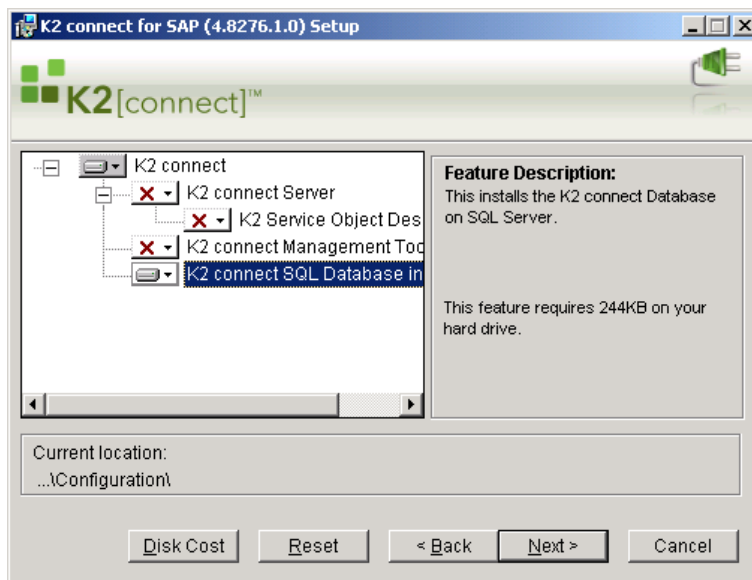 K2 connect for SAP (4.8276.1.0) Setup
K2[connect]™
K2 connect
K2 connect Server
K2 Service Object Des
K2 connect Management Too
K2 connect SQL Database in
Feature Description:
This installs the K2 connect Database
on SQL Server.
This feature requires 244KB on your
hard drive.
Current location:
...\Configuration\
Disk Cost
Reset
< Back
Next >
Cancel